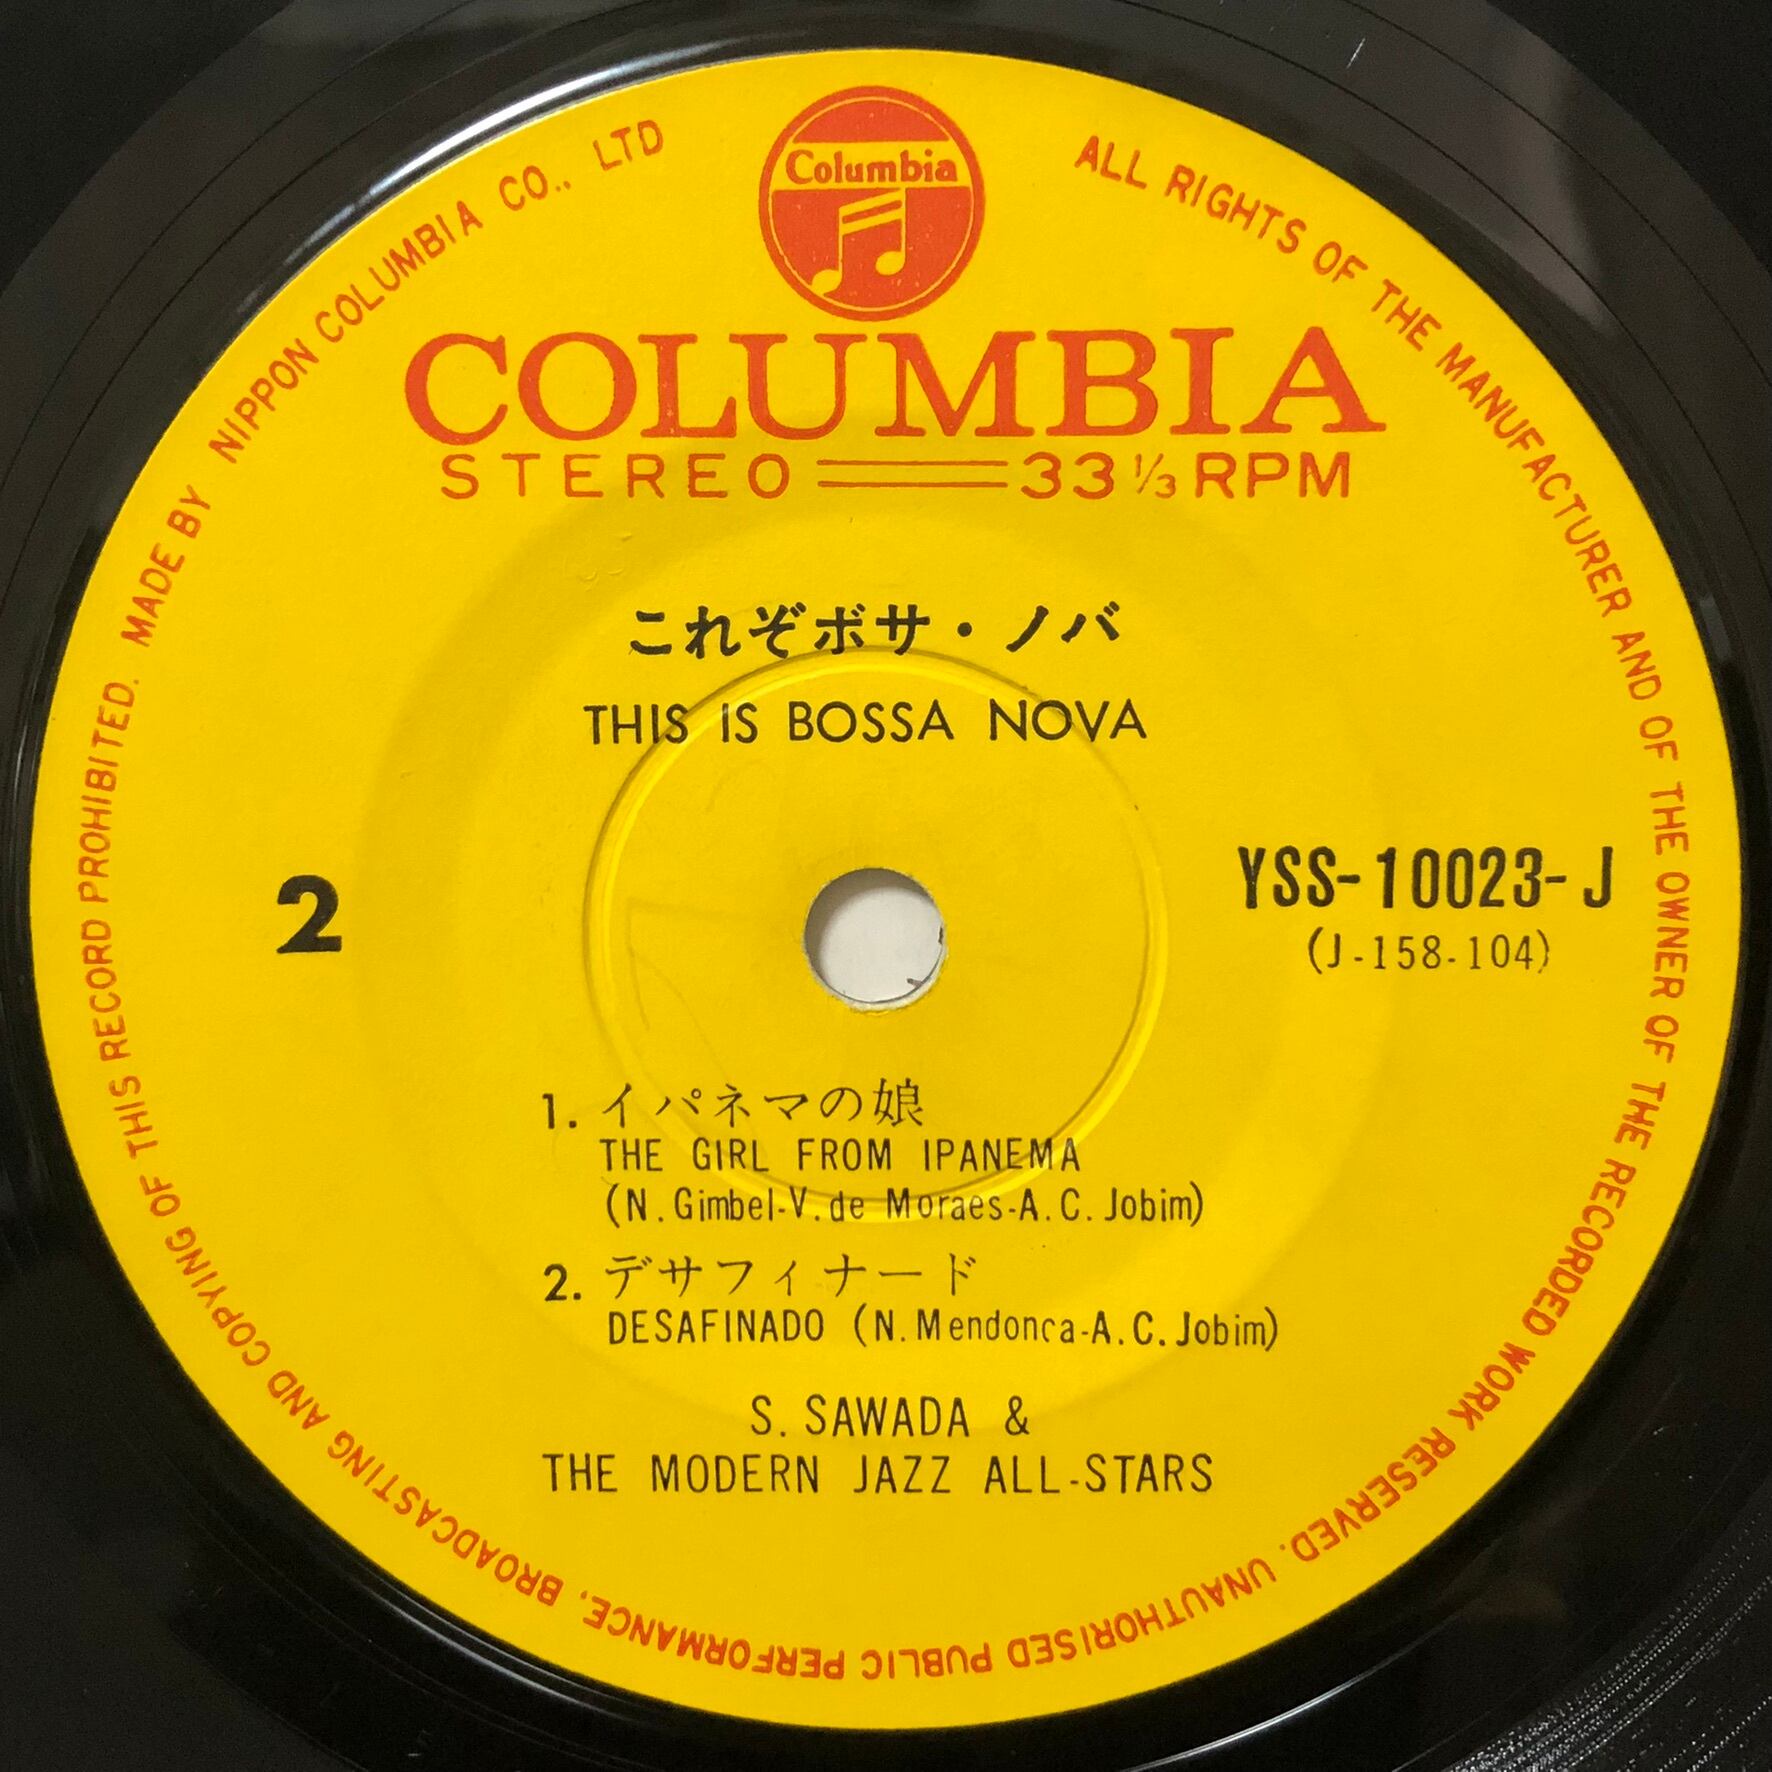 Columbia
COLUMBIA
STEREO 33 1/3 RPM
これぞボサ・ノバ
THIS IS BOSSA NOVA
2
YSS-10023-J
(J-158-104)
1. イパネマの娘
THE GIRL FROM IPANEMA
(N. Gimbel-V. de Moraes-A. C. Jobim)
2. デサフィナード
DESAFINADO (N. Mendonca-A. C. Jobim)
S. SAWADA &
THE MODERN JAZZ ALL-STARS
ALL RIGHTS OF THE MANUFACTURER AND OF THE OWNER OF THE RECORDED WORK RESERVED. UNAUTHORISED PUBLIC PERFORMANCE. BROADCASTING AND COPYING OF THIS RECORD PROHIBITED. MADE BY NIPPON COLUMBIA CO., LTD